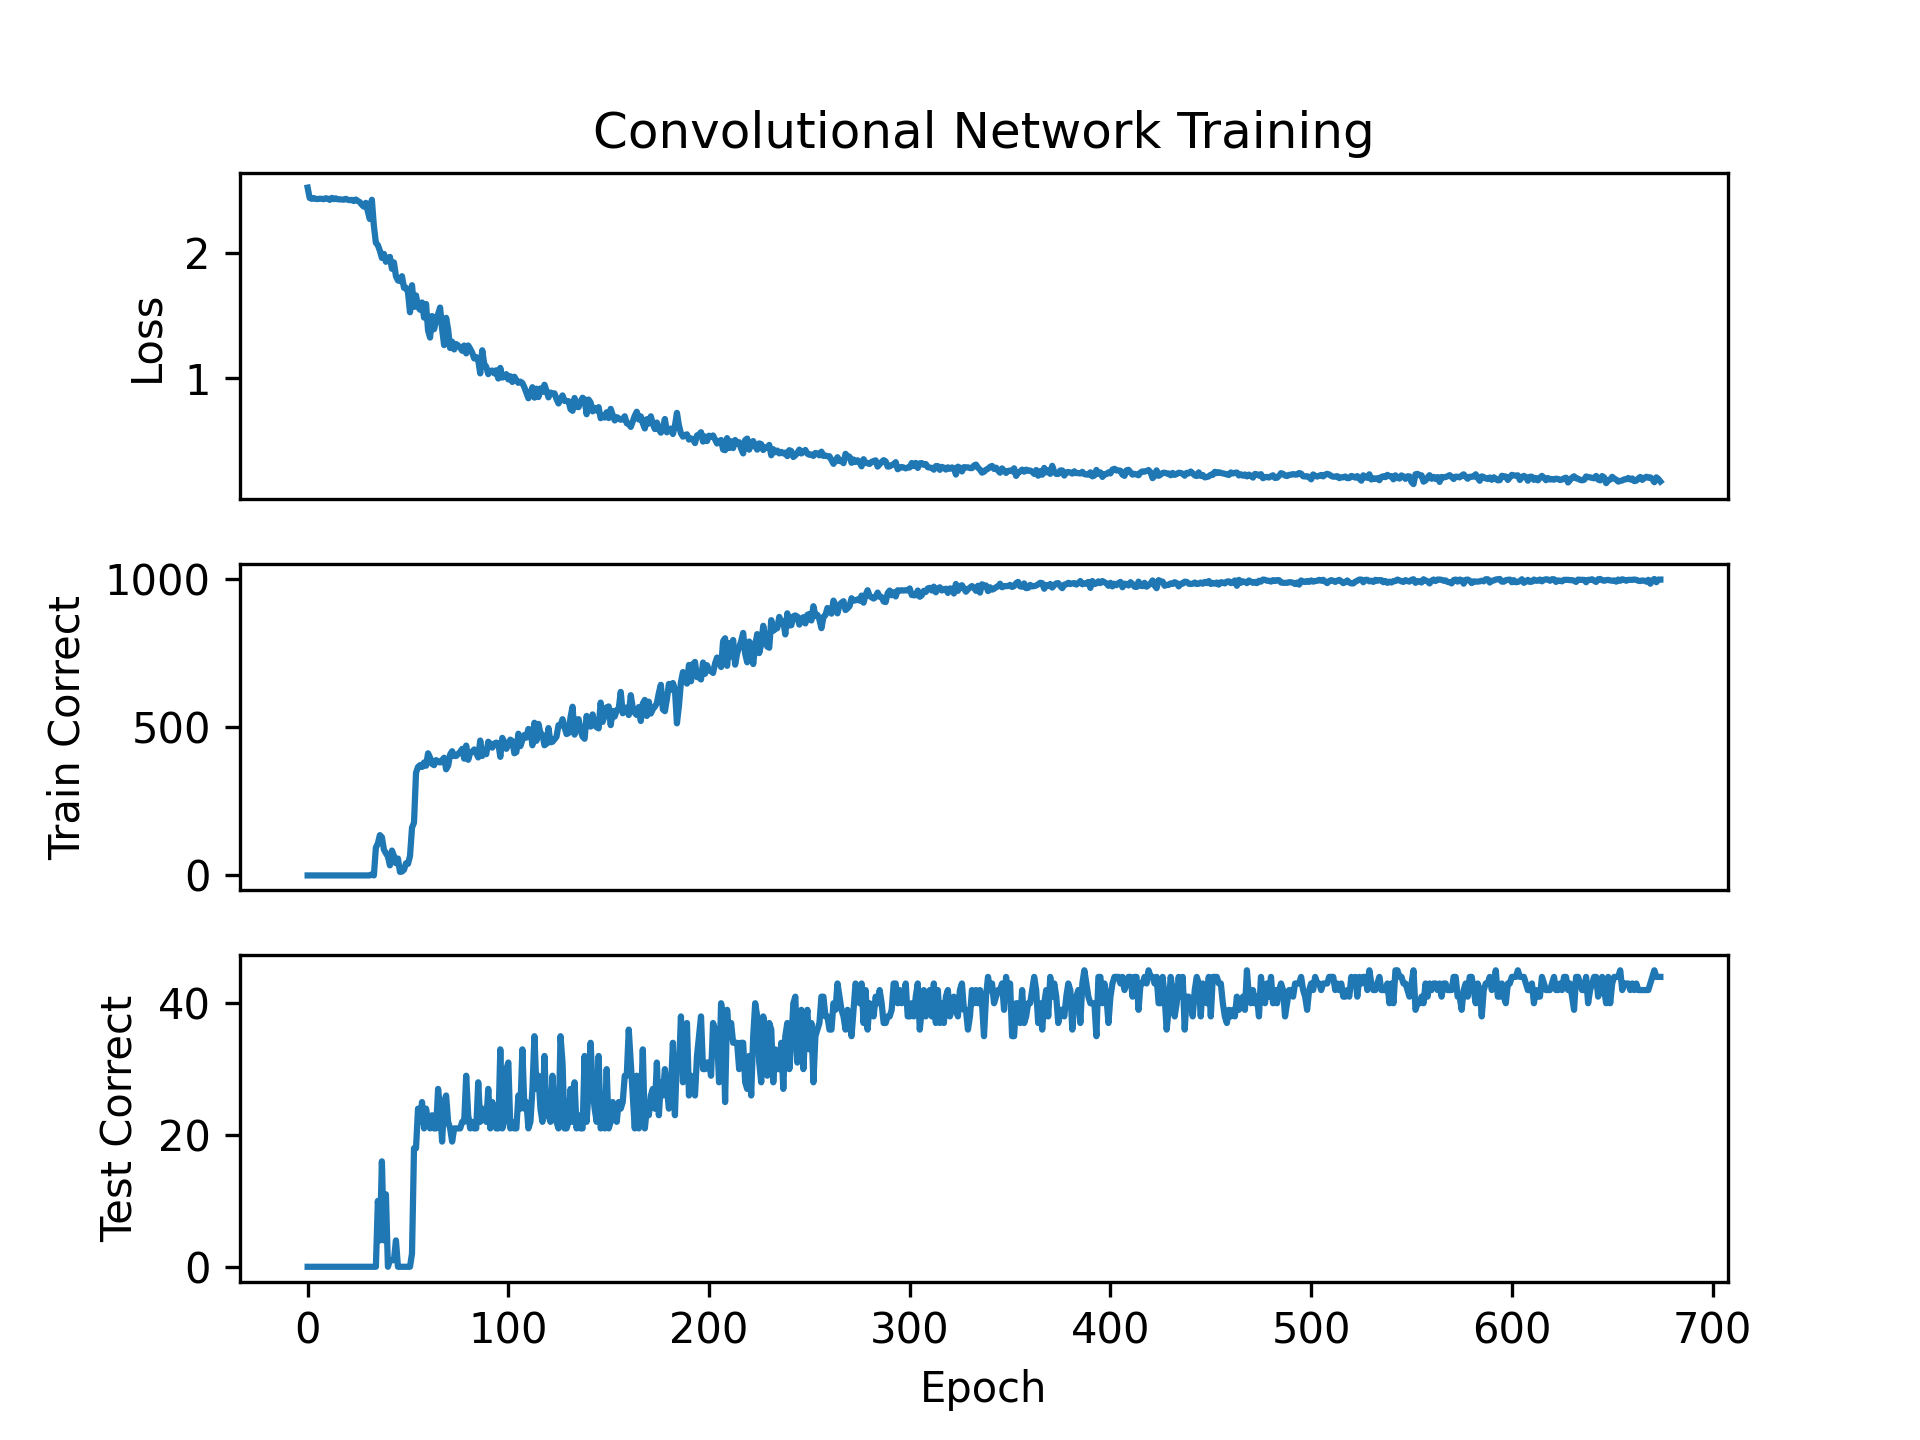 Convolutional Network Training
Loss
2
1
Train Correct
1000
500
0
Test Correct
40
20
0
0 100 200 300 400 500 600 700
Epoch